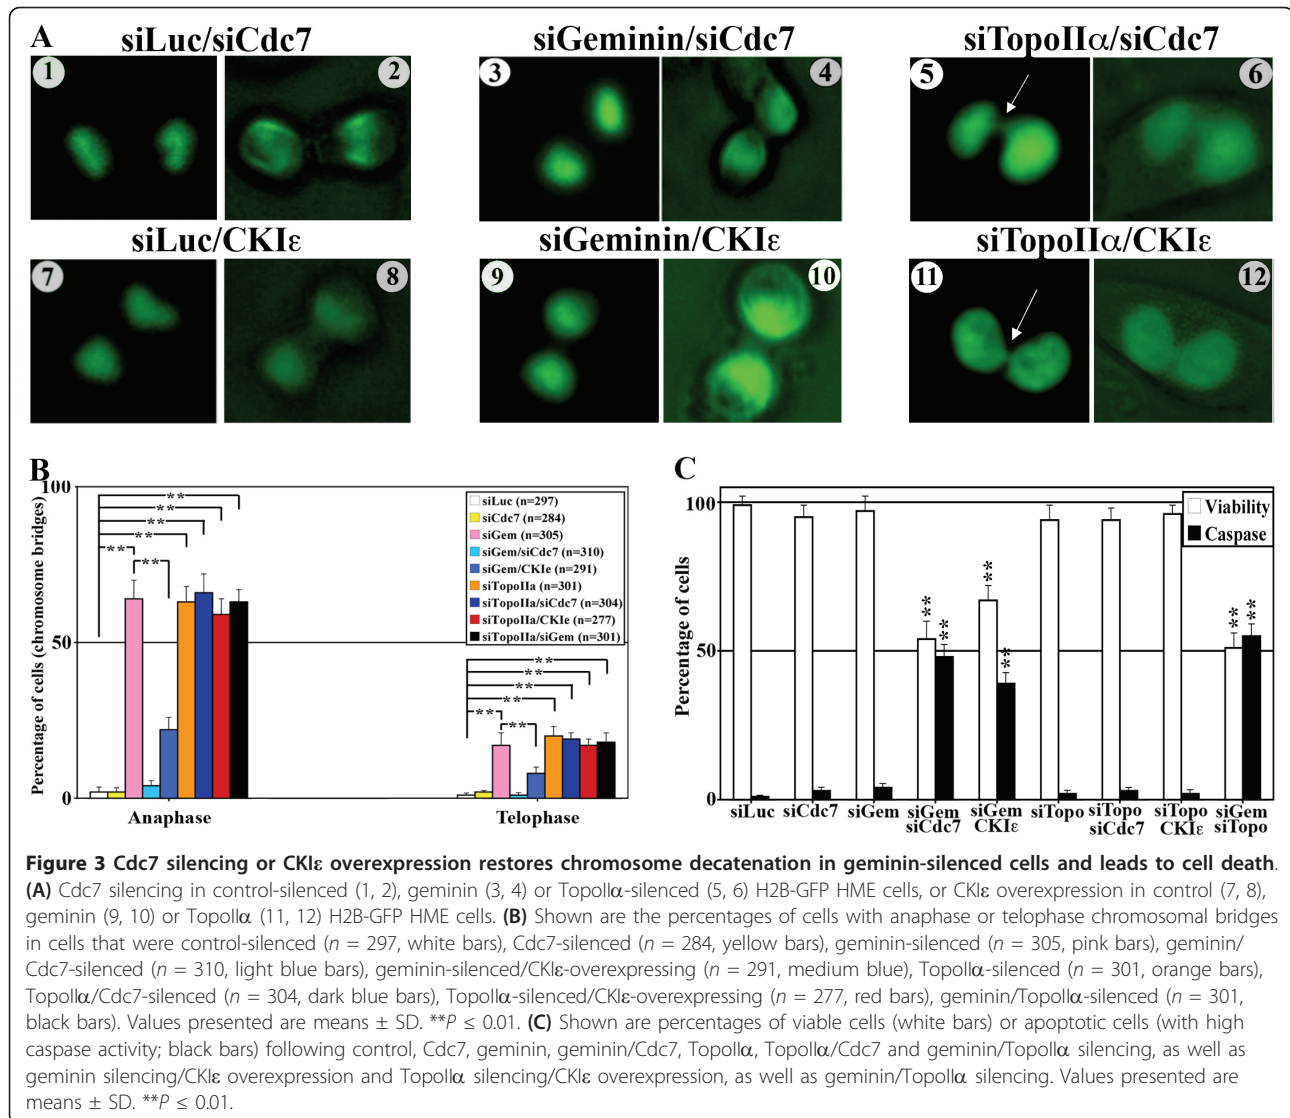 A
siLuc/siCdc7
siGeminin/siCdc7
siTopoIIα/siCdc7
1
2
3
4
5
6
siLuc/CKIε
siGeminin/CKIε
siTopoIIα/CKIε
7
8
9
10
11
12
B
Percentage of cells (chromosome bridges)
100
50
0
**
**
**
**
**
**
**
**
**
**
**
**
**
**
siLuc (n=297)
siCdc7 (n=284)
siGem (n=305)
siGem/siCdc7 (n=310)
siGem/CKIe (n=291)
siTopoIIa (n=301)
siTopoIIa/siCdc7 (n=304)
siTopoIIa/CKIe (n=277)
siTopoIIa/siGem (n=301)
Anaphase
Telophase
C
Percentage of cells
100
50
0
Viability
Caspase
**
**
**
**
**
**
siLuc
siCdc7
siGem
siGem siCdc7
siGem CKIε
siTopo
siTopo siCdc7
siTopo CKIε
siGem siTopo
Figure 3 Cdc7 silencing or CKIε overexpression restores chromosome decatenation in geminin-silenced cells and leads to cell death.
(A) Cdc7 silencing in control-silenced (1, 2), geminin (3, 4) or TopoIIα-silenced (5, 6) H2B-GFP HME cells, or CKIε overexpression in control (7, 8),
geminin (9, 10) or TopoIIα (11, 12) H2B-GFP HME cells. (B) Shown are the percentages of cells with anaphase or telophase chromosomal bridges
in cells that were control-silenced (n = 297, white bars), Cdc7-silenced (n = 284, yellow bars), geminin-silenced (n = 305, pink bars), geminin/
Cdc7-silenced (n = 310, light blue bars), geminin-silenced/CKIε-overexpressing (n = 291, medium blue), TopoIIα-silenced (n = 301, orange bars),
TopoIIα/Cdc7-silenced (n = 304, dark blue bars), TopoIIα-silenced/CKIε-overexpressing (n = 277, red bars), geminin/TopoIIα-silenced (n = 301,
black bars). Values presented are means ± SD. **P ≤ 0.01. (C) Shown are percentages of viable cells (white bars) or apoptotic cells (with high
caspase activity; black bars) following control, Cdc7, geminin, geminin/Cdc7, TopoIIα, TopoIIα/Cdc7 and geminin/TopoIIα silencing, as well as
geminin silencing/CKIε overexpression and TopoIIα silencing/CKIε overexpression, as well as geminin/TopoIIα silencing. Values presented are
means ± SD. **P ≤ 0.01.